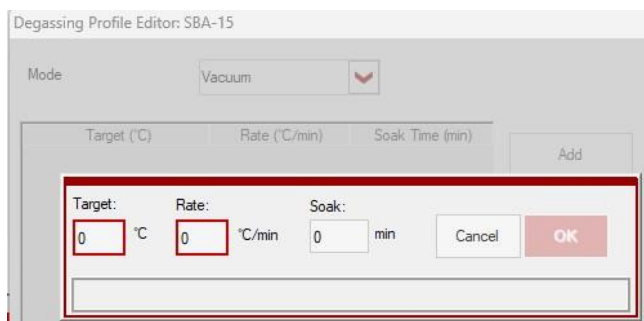 Degassing Profile Editor: SBA-15
Mode
Vacuum
Target (°C) Rate (°C/min) Soak Time (min)
Add
Target: Rate: Soak:
0 °C 0 °C/min 0 min Cancel OK